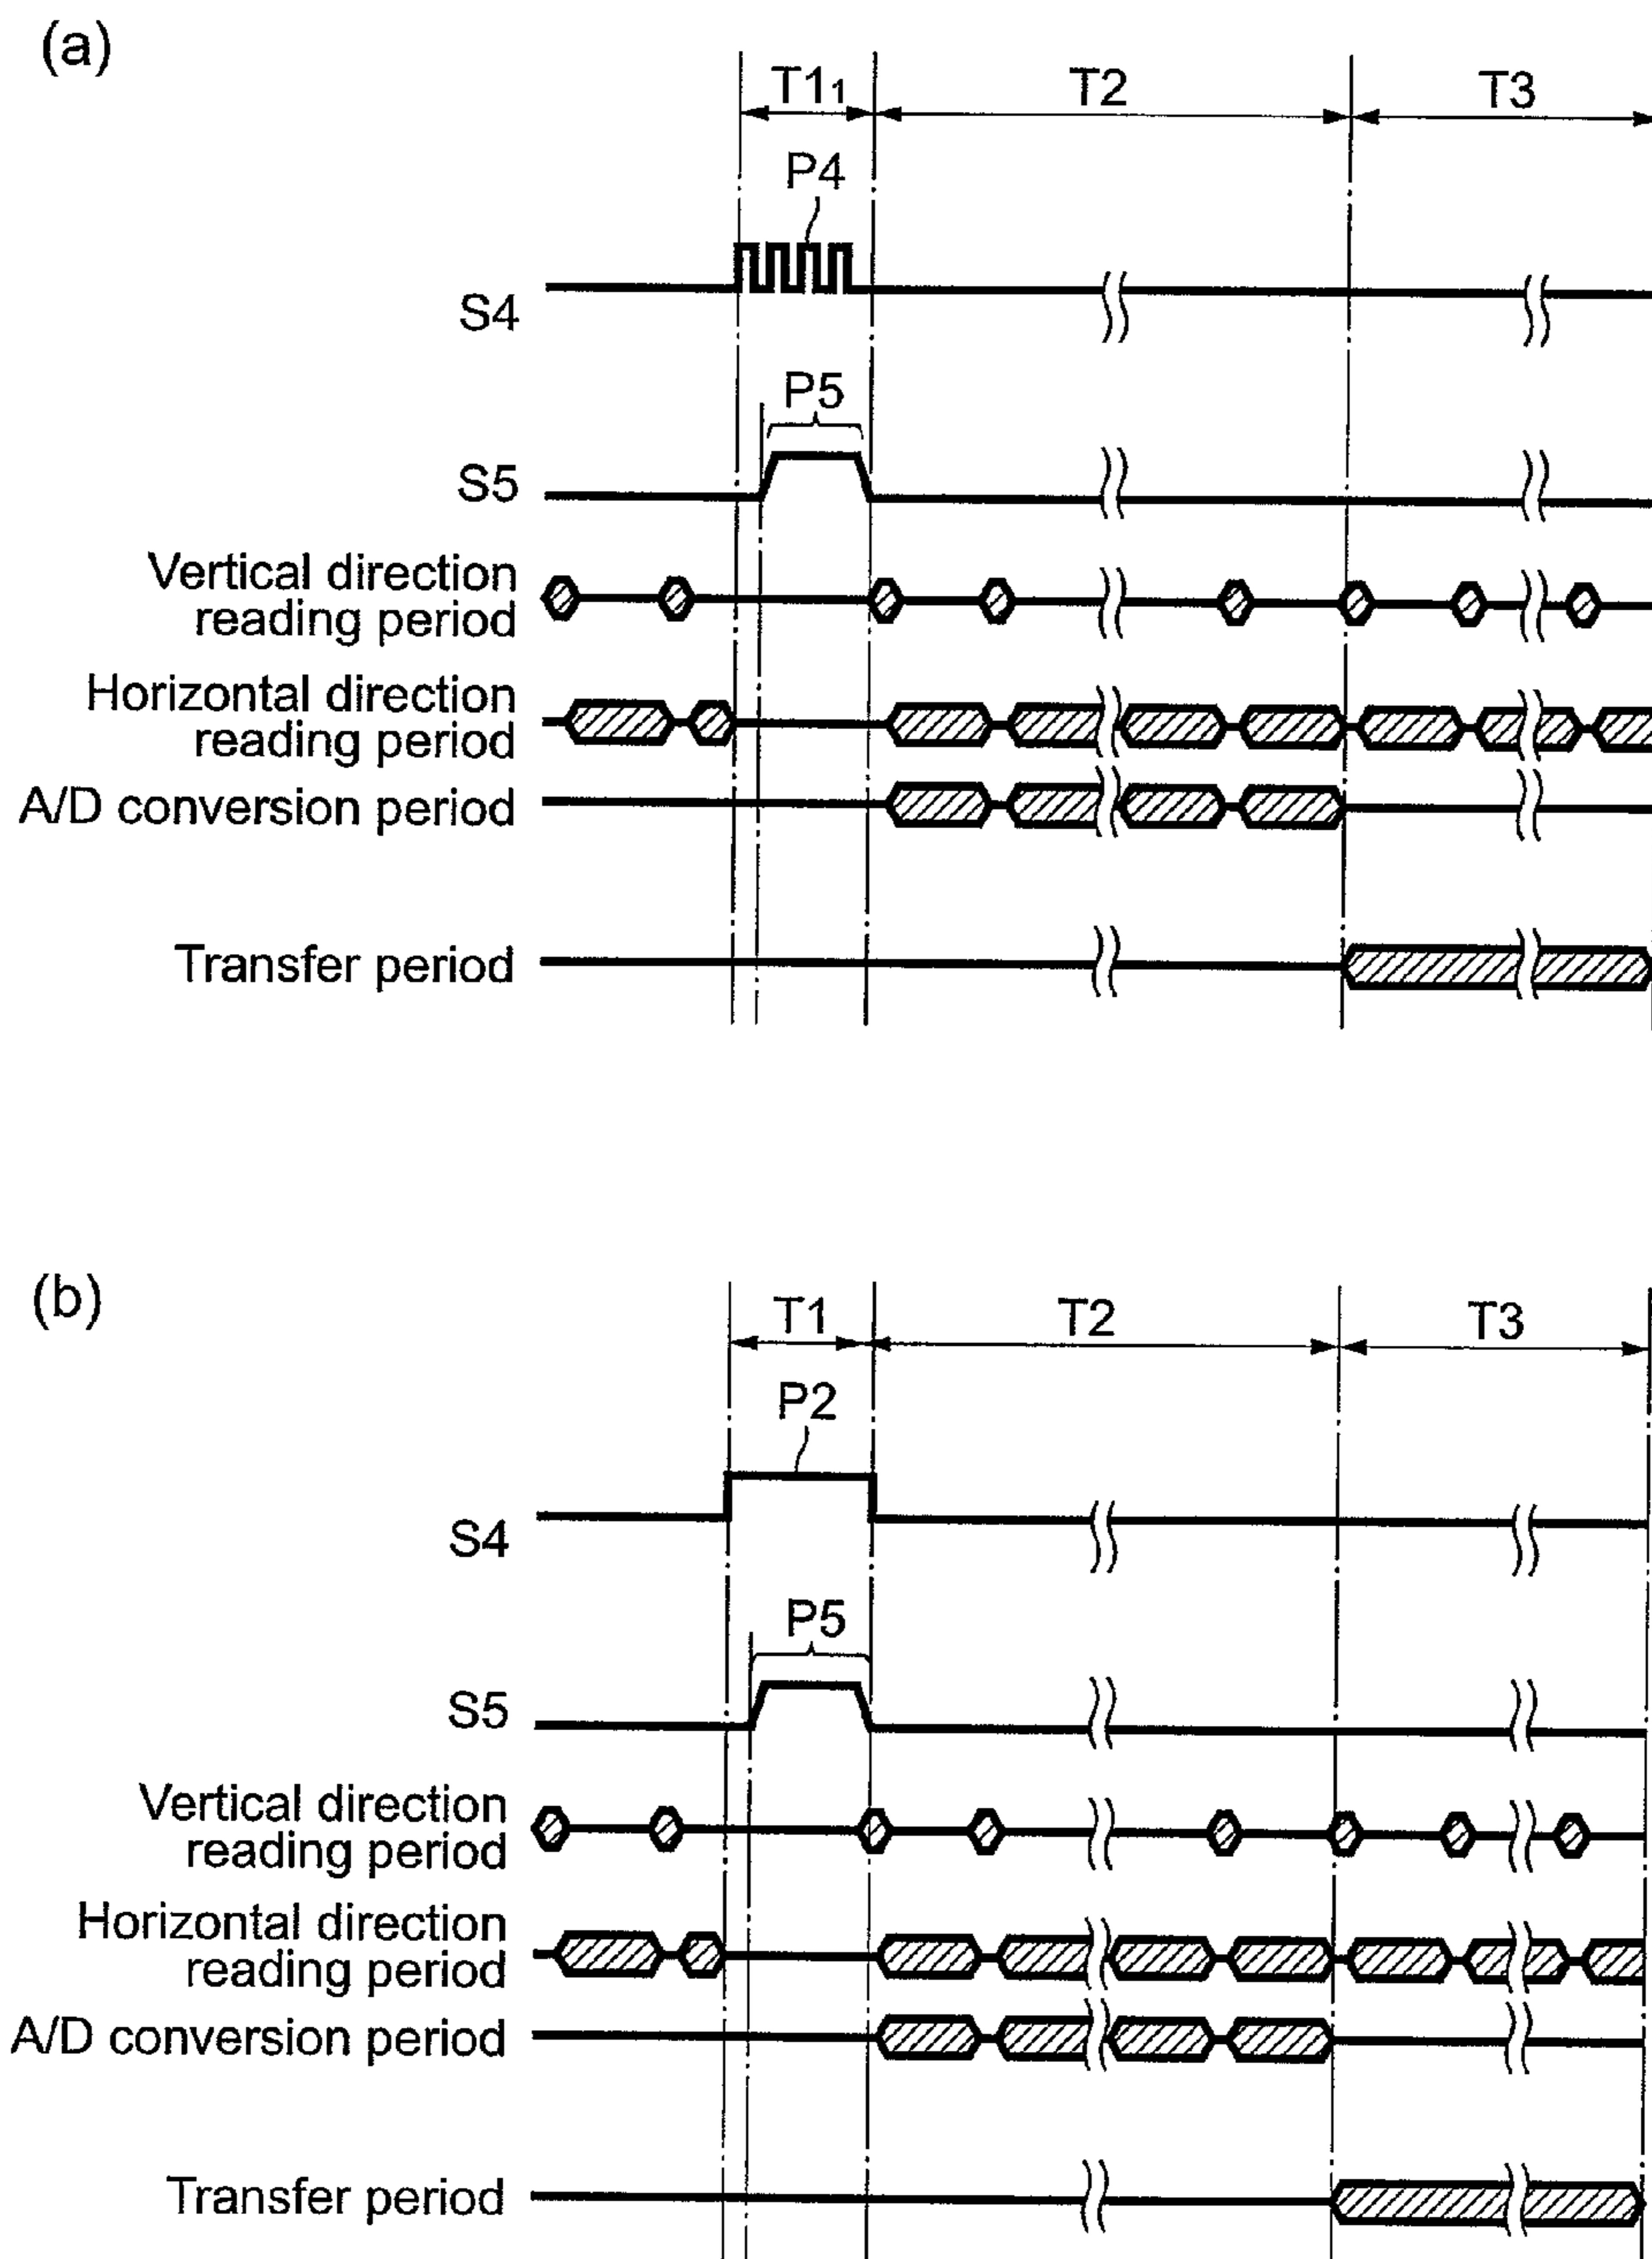 (a)
T1₁ T2 T3
P4
S4
P5
S5
Vertical direction
reading period
Horizontal direction
reading period
A/D conversion period
Transfer period
(b)
T1 T2 T3
P2
S4
P5
S5
Vertical direction
reading period
Horizontal direction
reading period
A/D conversion period
Transfer period